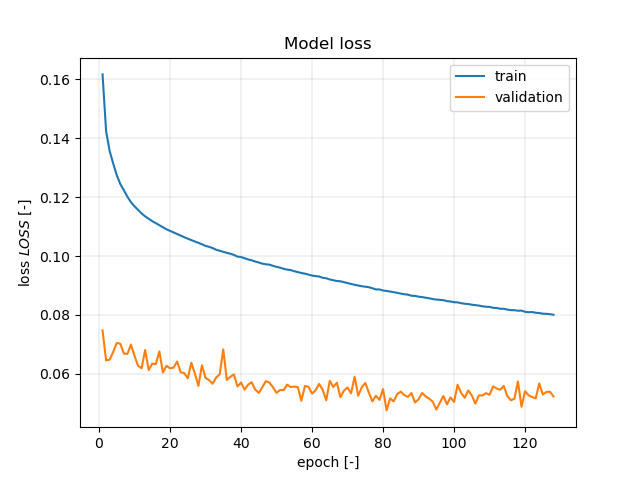 Model loss
train
validation
0.16
0.14
0.12
0.10
0.08
0.06
loss LOSS [-]
0 20 40 60 80 100 120
epoch [-]